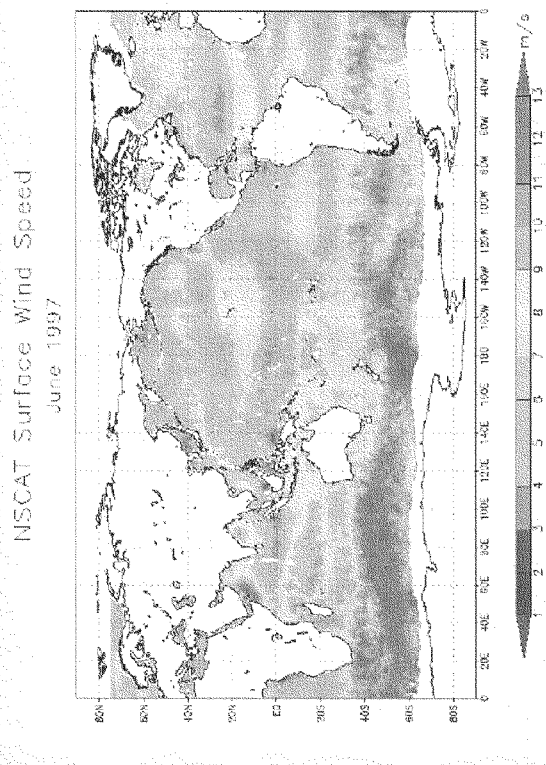 NSCAT Surface Wind Speed
June 1997
80N
60N
40N
20N
EQ
20S
40S
60S
80S
0 20E 40E 60E 80E 100E 120E 140E 160E 180 160W 140W 120W 100W 80W 60W 40W 20W 0
1 2 3 4 5 6 7 8 9 10 11 12 13 m/s